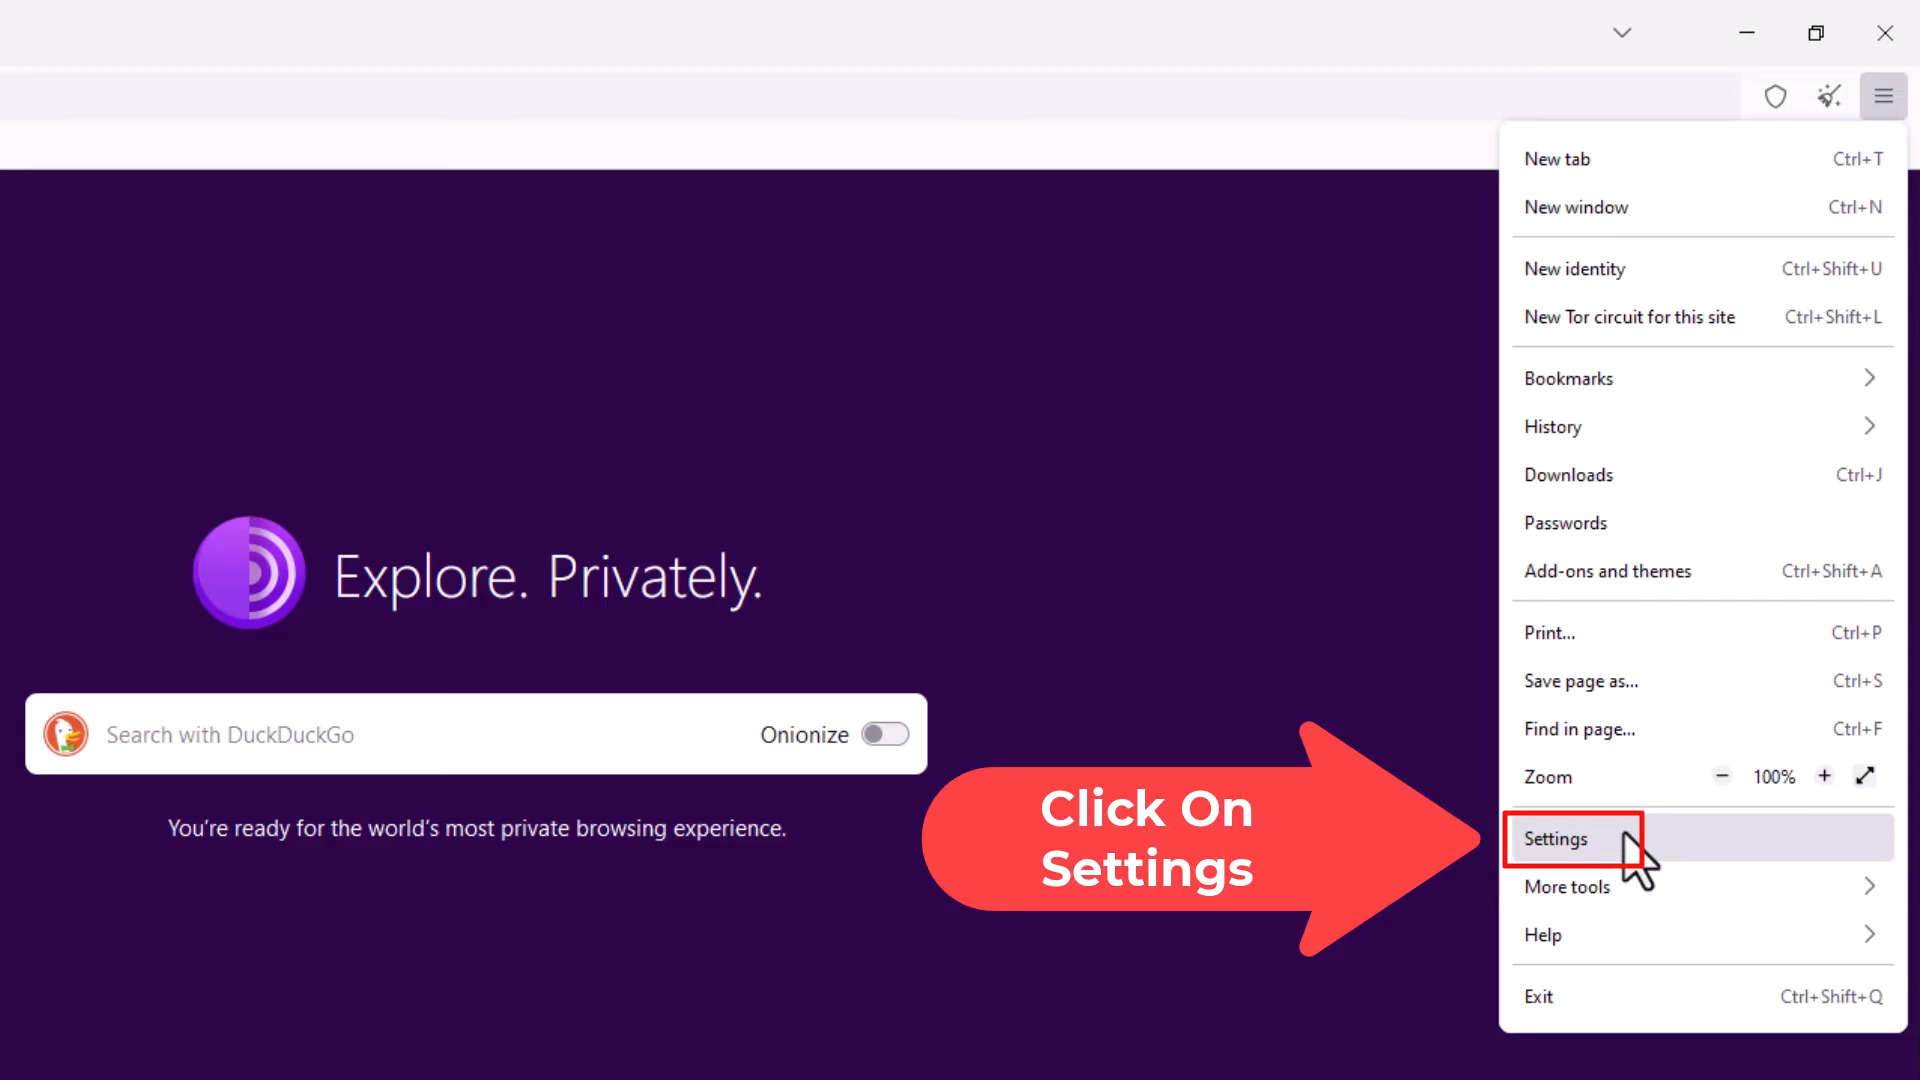 New tab Ctrl+T
New window Ctrl+N
New identity Ctrl+Shift+U
New Tor circuit for this site Ctrl+Shift+L
Bookmarks
History
Downloads Ctrl+J
Passwords
Add-ons and themes Ctrl+Shift+A
Print... Ctrl+P
Save page as... Ctrl+S
Find in page... Ctrl+F
Zoom − 100% +
Settings
More tools
Help
Exit Ctrl+Shift+Q
Explore. Privately.
Search with DuckDuckGo Onionize
You’re ready for the world’s most private browsing experience.
Click On
Settings